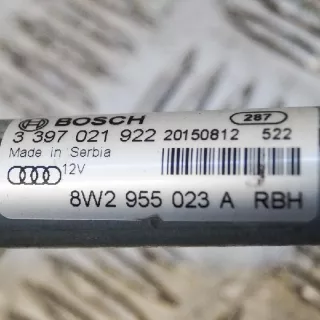 BOSCH 287
3 397 021 922 20150812 522
Made in Serbia
12V
8W2 955 023 A RBH